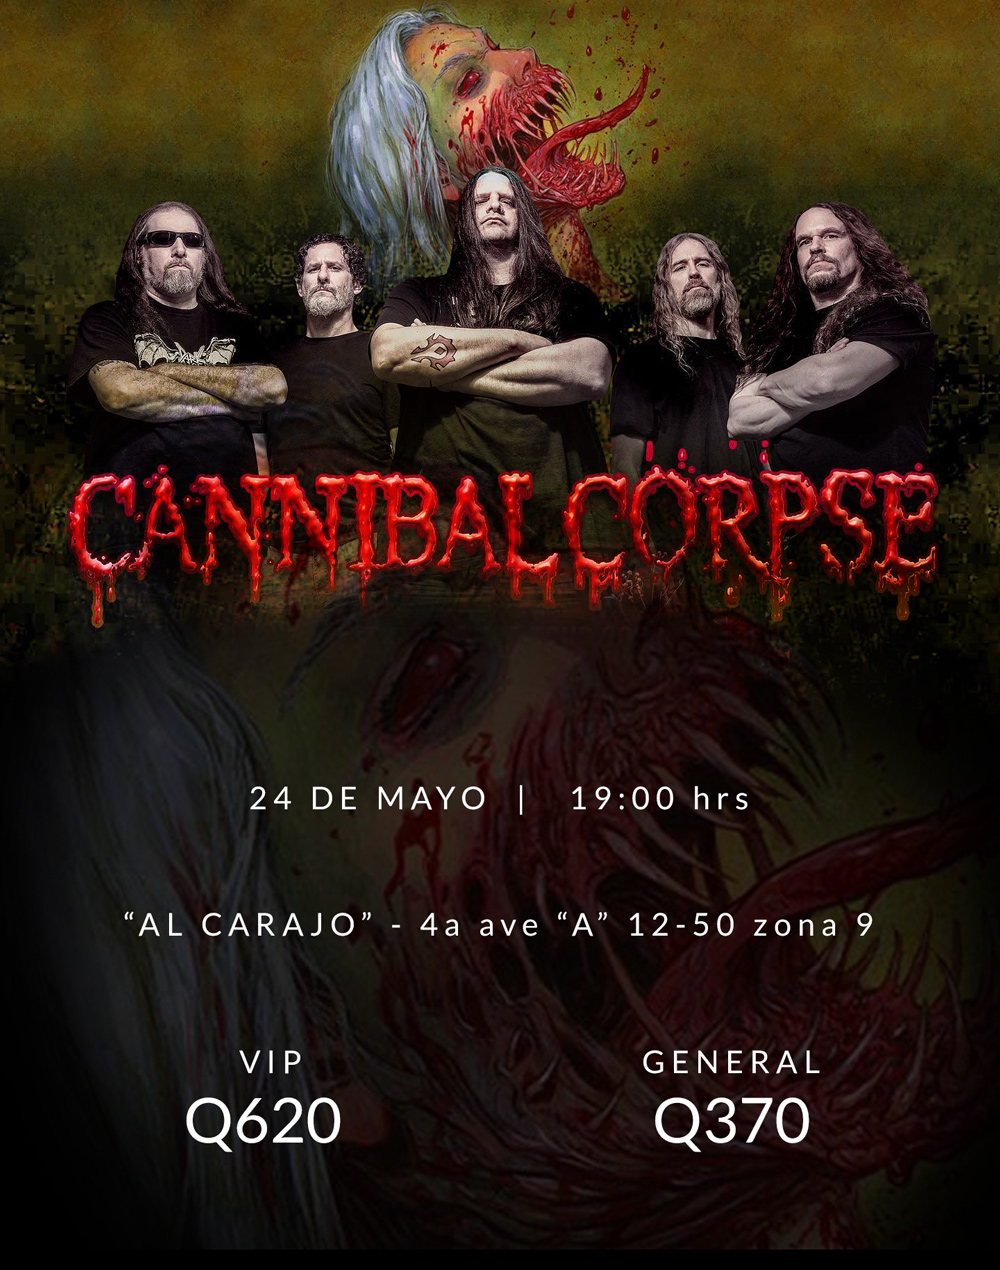 CANNIBAL CORPSE
24 DE MAYO | 19:00 hrs
“AL CARAJO” - 4a ave “A” 12-50 zona 9
VIP
Q620
GENERAL
Q370